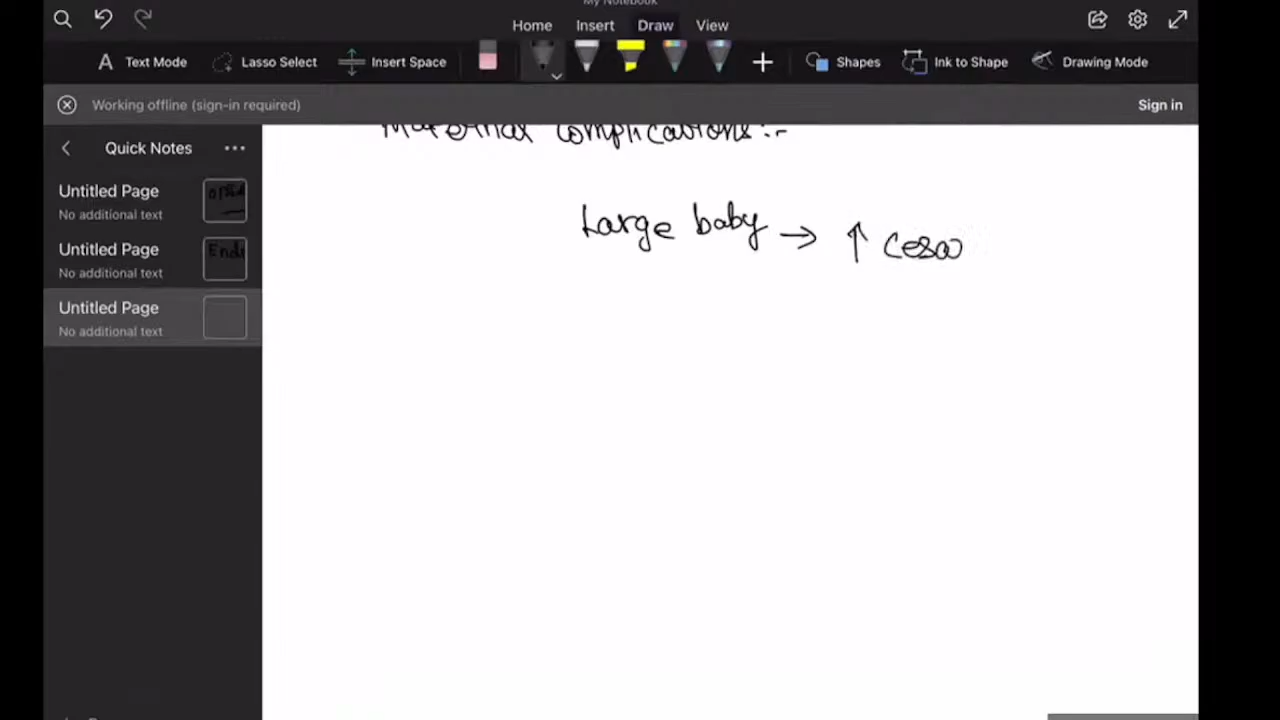 My Notebook
Home Insert Draw View
Text Mode Lasso Select Insert Space Shapes Ink to Shape Drawing Mode
Working offline (sign-in required) Sign in
Quick Notes
Untitled Page
No additional text
Untitled Page
No additional text
Untitled Page
No additional text
Maternal complications:-
Large baby → ↑ cesa